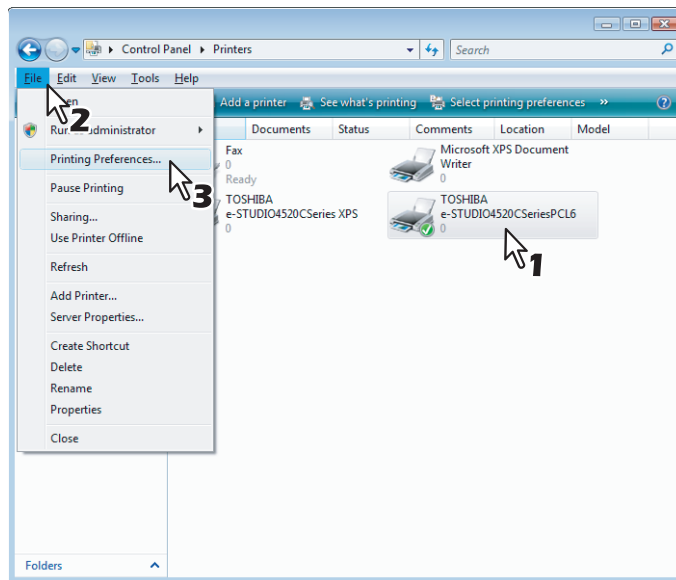 Control Panel Printers
Search
File Edit View Tools Help
Add a printer See what's printing Select printing preferences »
Documents Status Comments Location Model
2
administrator
Printing Preferences...
3
Pause Printing
Sharing...
Use Printer Offline
Refresh
Add Printer...
Server Properties...
Create Shortcut
Delete
Rename
Properties
Close
Fax
0
Ready
Microsoft XPS Document
Writer
0
TOSHIBA
e-STUDIO4520CSeries XPS
0
TOSHIBA
e-STUDIO4520CSeriesPCL6
0
1
Folders